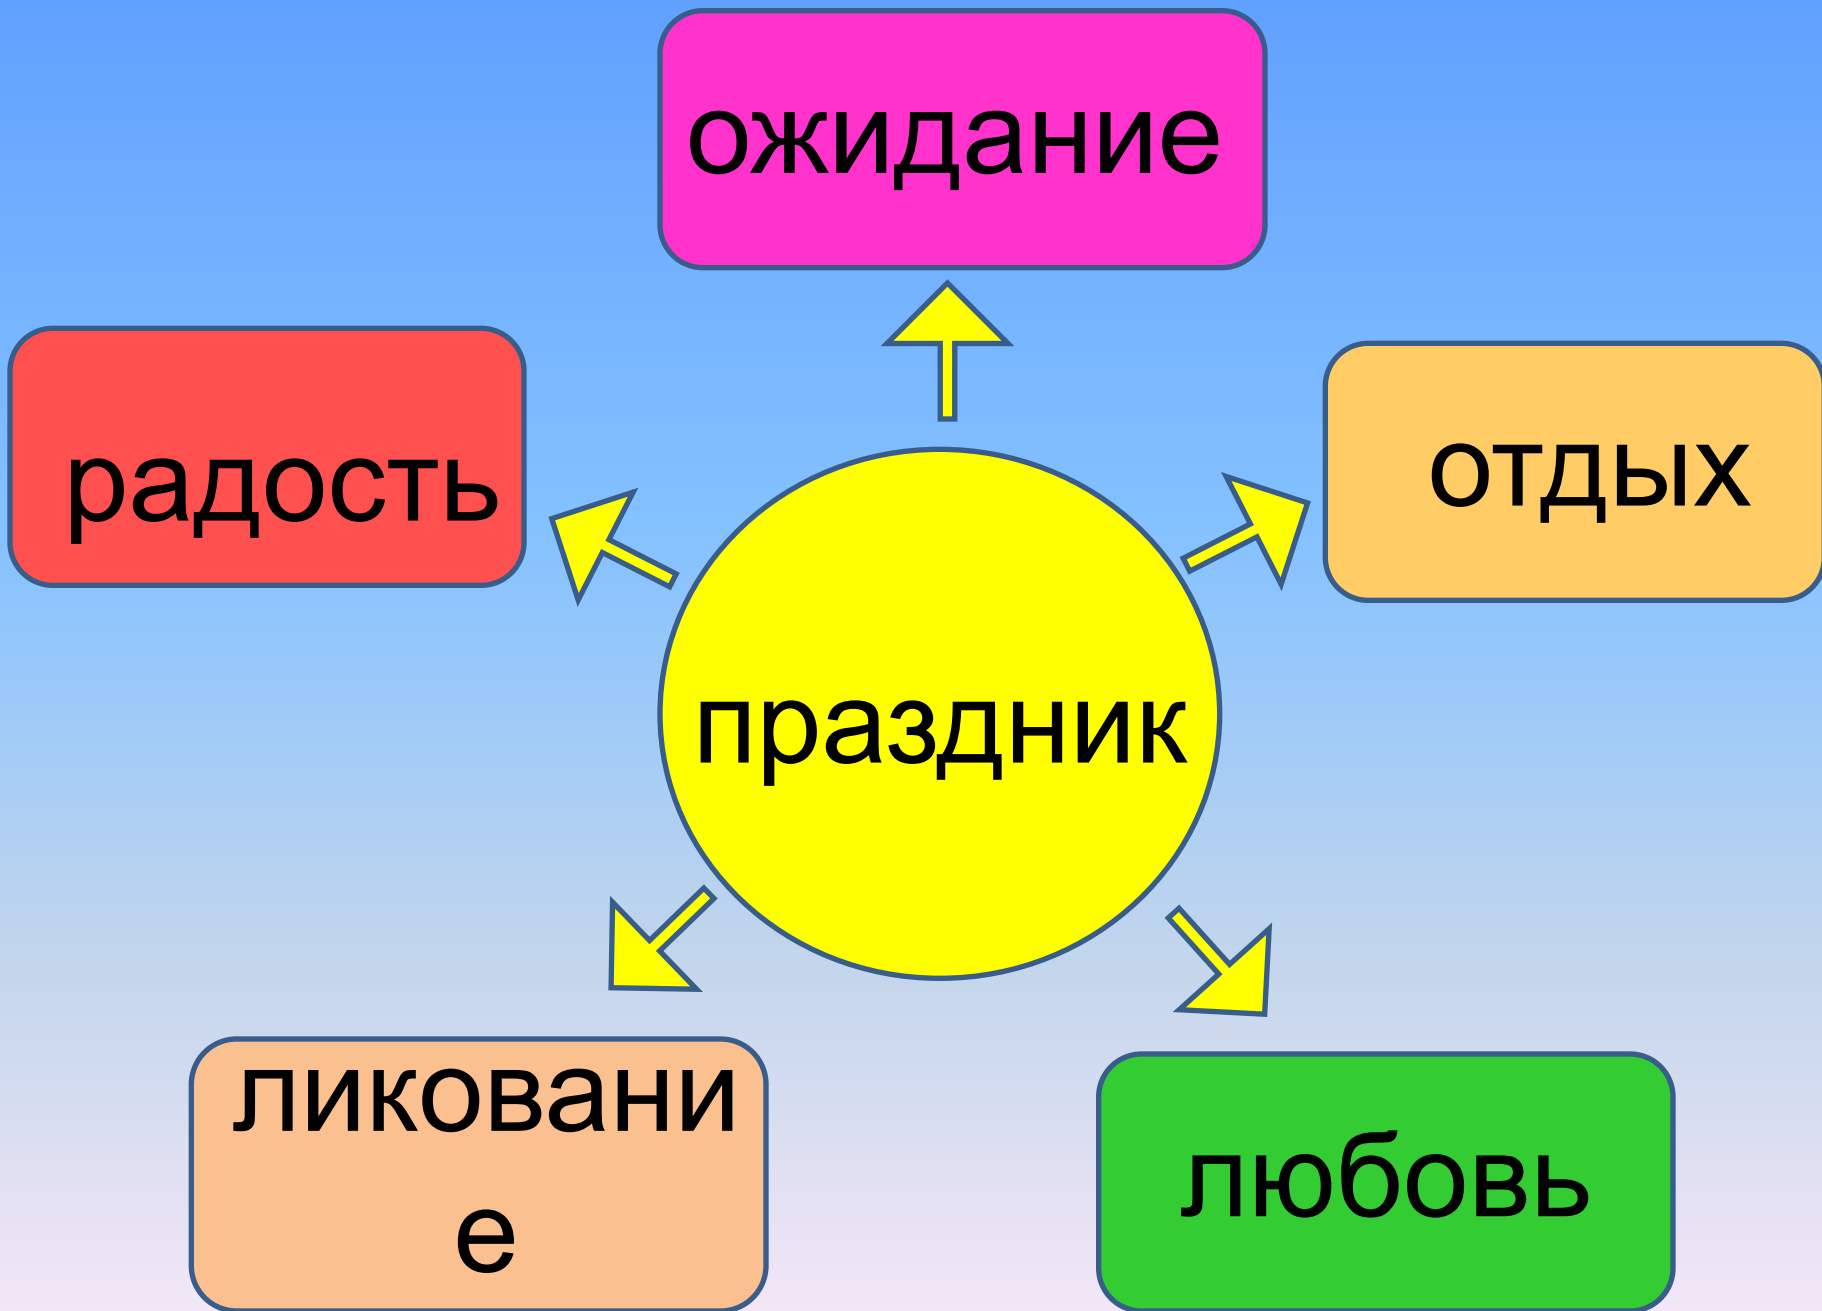 ожидание
радость
отдых
праздник
ликовани
е
любовь